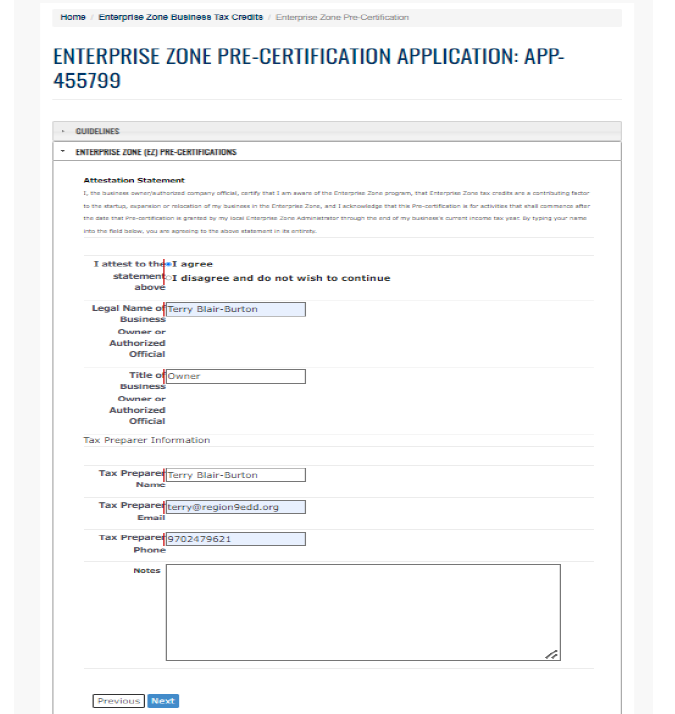 Home / Enterprise Zone Business Tax Credits / Enterprise Zone Pre-Certification
ENTERPRISE ZONE PRE-CERTIFICATION APPLICATION: APP-
455799
GUIDELINES
ENTERPRISE ZONE (EZ) PRE-CERTIFICATIONS
Attestation Statement
I, the business owner/authorized company official, certify that I am aware of the Enterprise Zone program, that Enterprise Zone tax credits are a contributing factor
to the startup, expansion or relocation of my business in the Enterprise Zone, and I acknowledge that this Pre-certification is for activities that shall commence after
the date that Pre-certification is granted by my local Enterprise Zone Administrator through the end of my business's current income tax year. By typing your name
into the field below, you are agreeing to the above statement in its entirety.
I attest to the I agree
statement I disagree and do not wish to continue
above
Legal Name of Terry Blair-Burton
Business
Owner or
Authorized
Official
Title of Owner
Business
Owner or
Authorized
Official
Tax Preparer Information
Tax Preparer Terry Blair-Burton
Name
Tax Preparer terry@region9edd.org
Email
Tax Preparer 9702479621
Phone
Notes
Previous Next